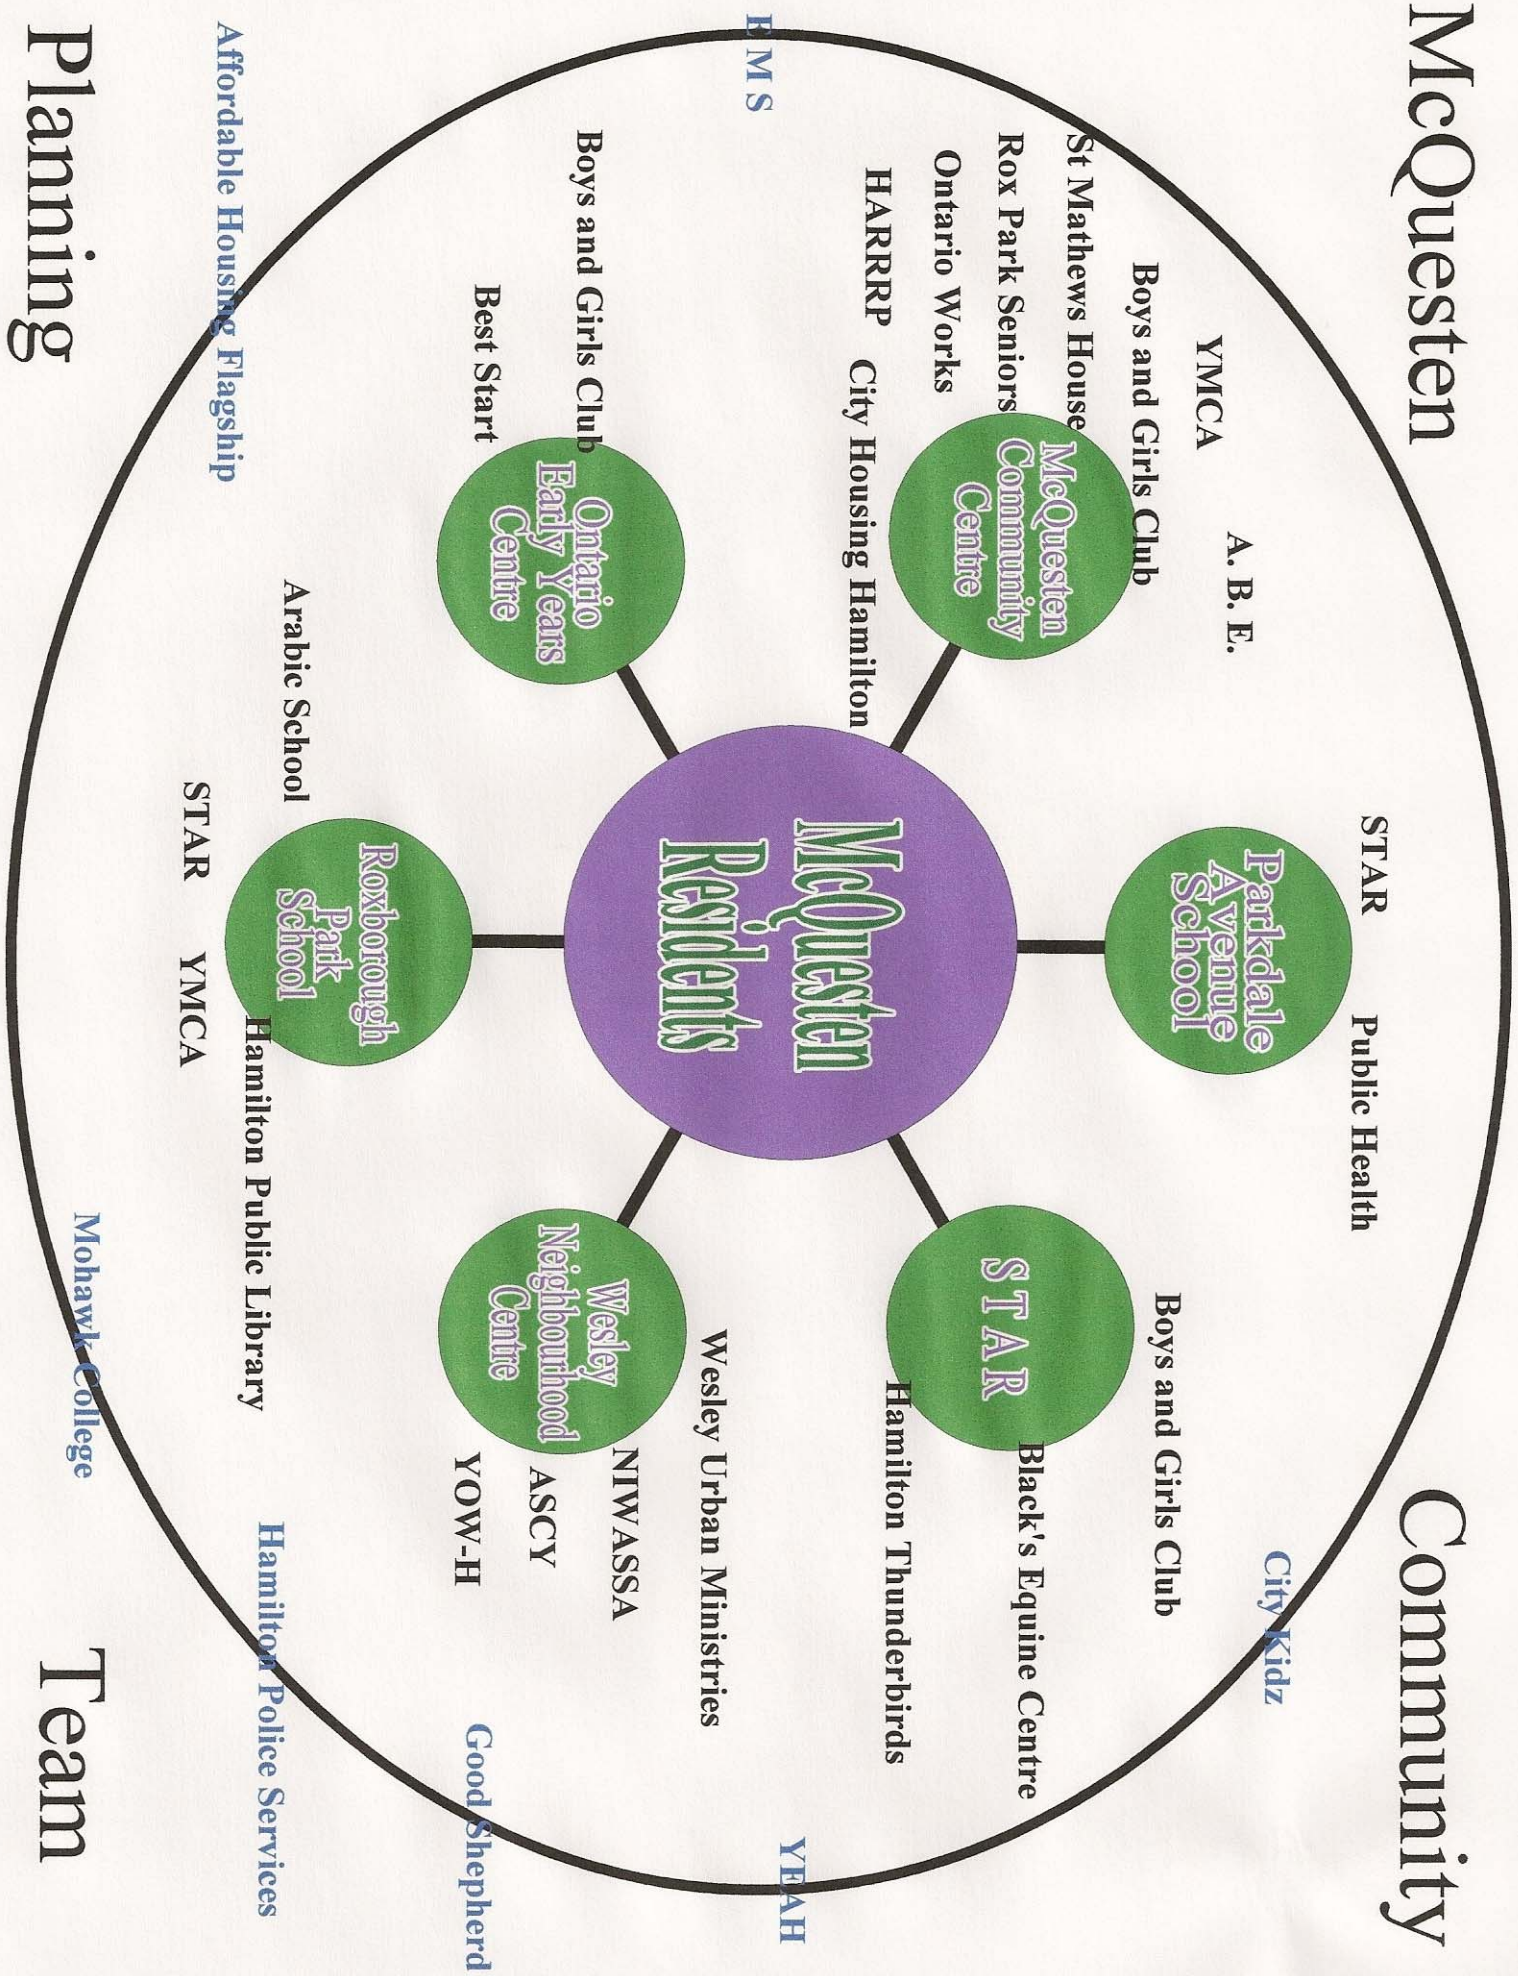 McQuesten Community
STAR
Public Health
YMCA
A. B. E.
Parkdale
Avenue
School
City Kidz
Boys and Girls Club
Boys and Girls Club
St Mathews House
Rox Park Seniors
Ontario Works
HARRRP
City Housing Hamilton
McQuesten
Community
Centre
S T A R
Black's Equine Centre
Hamilton Thunderbirds
E M S
McQuesten
Residents
YEAH
Wesley Urban Ministries
Boys and Girls Club
Best Start
Ontario
Early Years
Centre
Wesley
Neighbourhood
Centre
NIWASSA
ASCY
YOW-H
Good Shepherd
Roxborough
Park
School
Arabic School
STAR
YMCA
Hamilton Public Library
Affordable Housing Flagship
Hamilton Police Services
Mohawk College
Planning Team